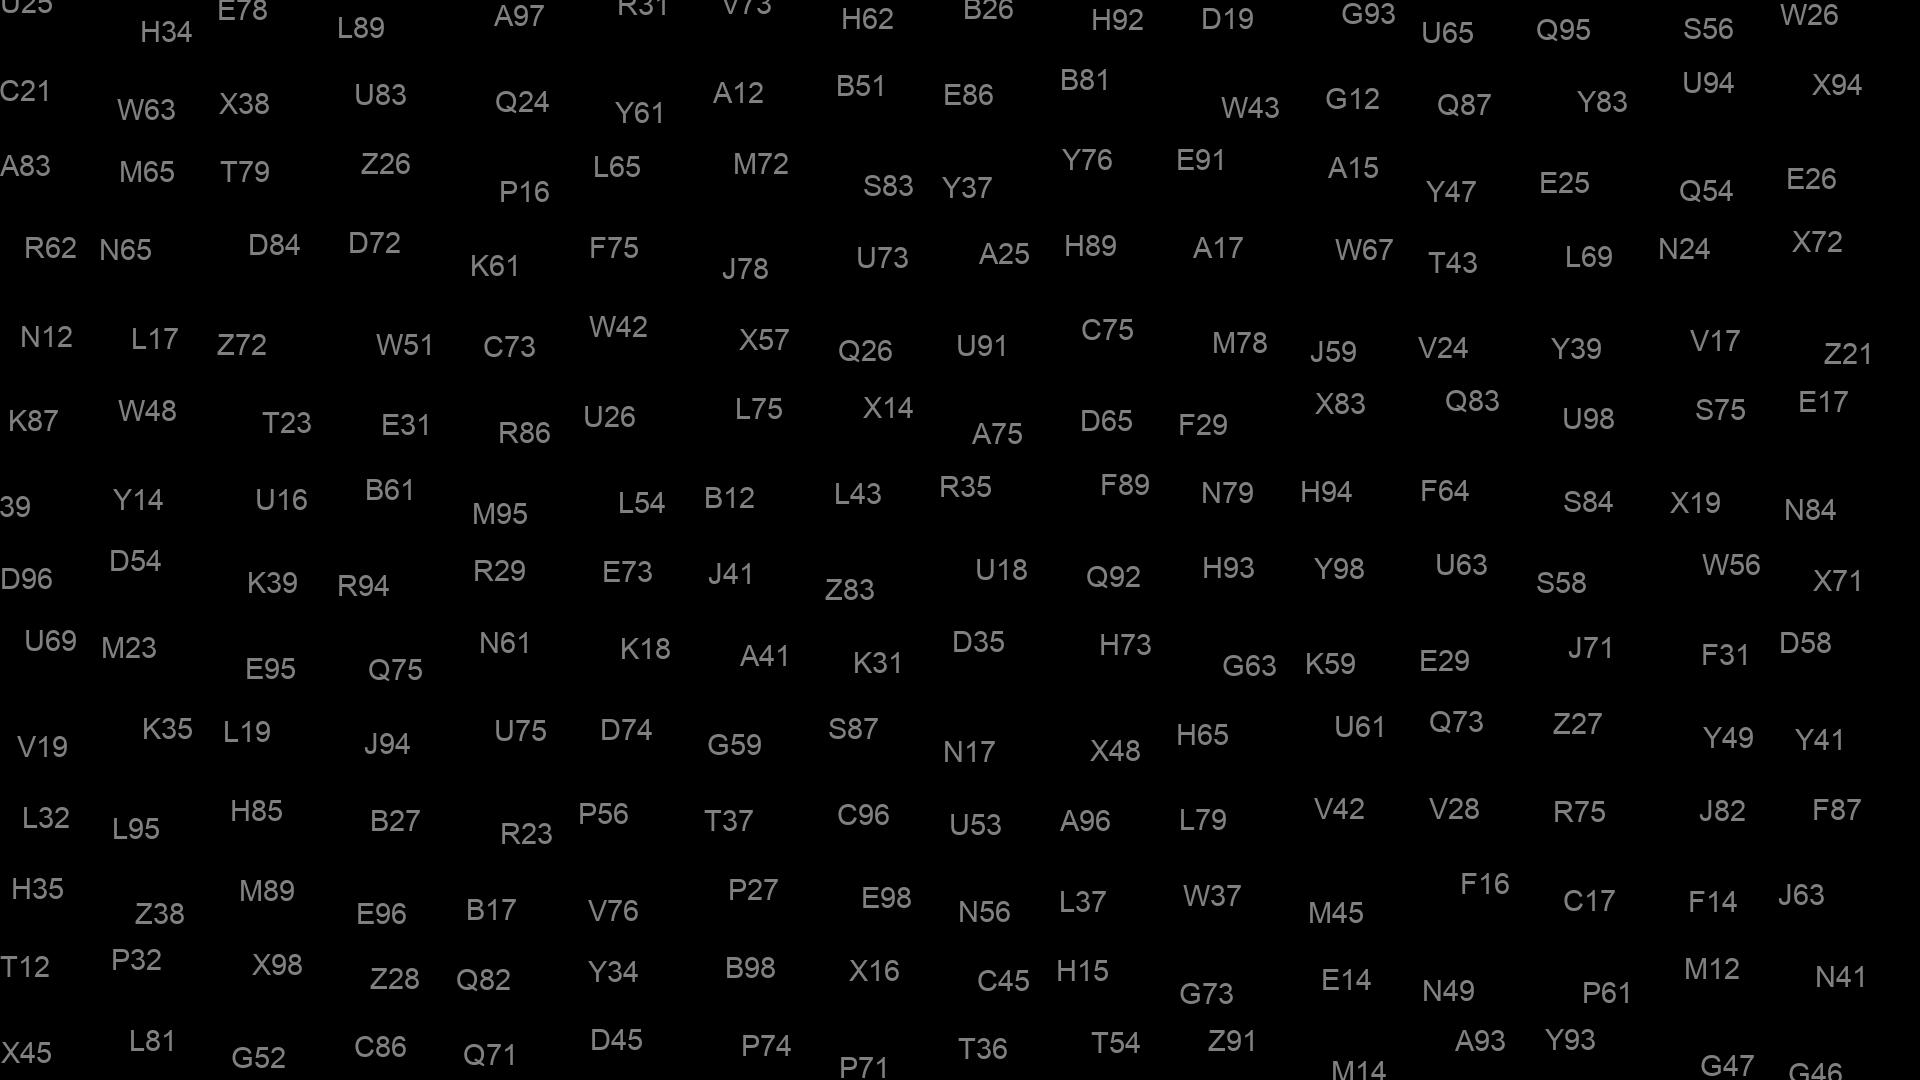 U25 H34 E78 L89 A97 R31 V73 H62 B26 H92 D19 G93 U65 Q95 S56 W26
C21 W63 X38 U83 Q24 Y61 A12 B51 E86 B81 W43 G12 Q87 Y83 U94 X94
A83 M65 T79 Z26 P16 L65 M72 S83 Y37 Y76 E91 A15 Y47 E25 Q54 E26
R62 N65 D84 D72 K61 F75 J78 U73 A25 H89 A17 W67 T43 L69 N24 X72
N12 L17 Z72 W51 C73 W42 X57 Q26 U91 C75 M78 J59 V24 Y39 V17 Z21
K87 W48 T23 E31 R86 U26 L75 X14 A75 D65 F29 X83 Q83 U98 S75 E17
39 Y14 U16 B61 M95 L54 B12 L43 R35 F89 N79 H94 F64 S84 X19 N84
D96 D54 K39 R94 R29 E73 J41 Z83 U18 Q92 H93 Y98 U63 S58 W56 X71
U69 M23 E95 Q75 N61 K18 A41 K31 D35 H73 G63 K59 E29 J71 F31 D58
V19 K35 L19 J94 U75 D74 G59 S87 N17 X48 H65 U61 Q73 Z27 Y49 Y41
L32 L95 H85 B27 R23 P56 T37 C96 U53 A96 L79 V42 V28 R75 J82 F87
H35 Z38 M89 E96 B17 V76 P27 E98 N56 L37 W37 M45 F16 C17 F14 J63
T12 P32 X98 Z28 Q82 Y34 B98 X16 C45 H15 G73 E14 N49 P61 M12 N41
X45 L81 G52 C86 Q71 D45 P74 P71 T36 T54 Z91 M14 A93 Y93 G47 G46